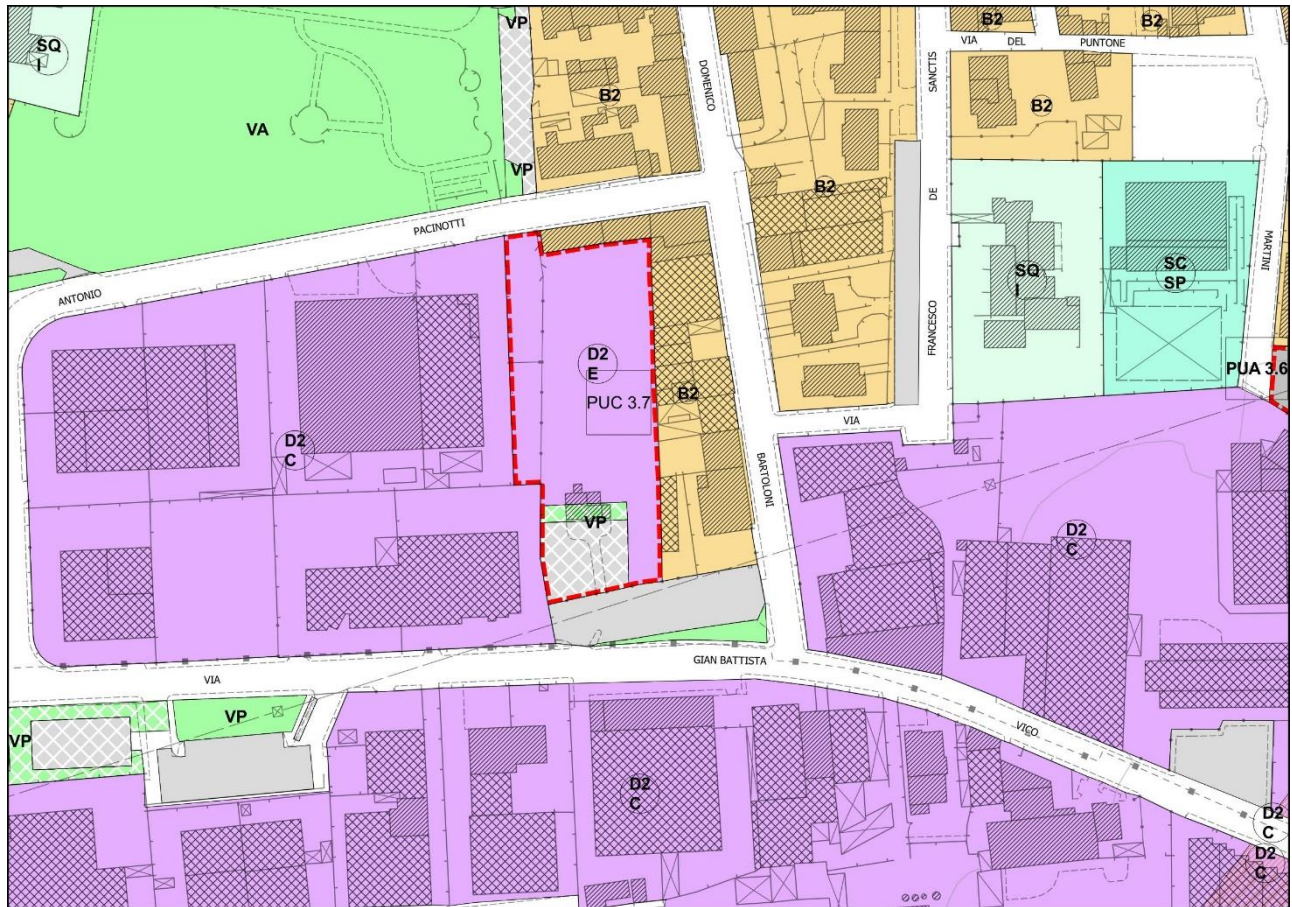 VP
B2
B2
VIA DEL PUNTONE
SQ
I
DOMENICO
SANCTIS
B2
B2
VA
VP
B2
DE
PACINOTTI
MARTINI
SQ
I
SC
SP
ANTONIO
FRANCESCO
D2
E
PUA 3.6
PUC 3.7
B2
VIA
D2
C
BARTOLONI
VP
D2
C
GIAN BATTISTA
VIA
VP
VP
VICO
D2
C
D2
C
D2
C